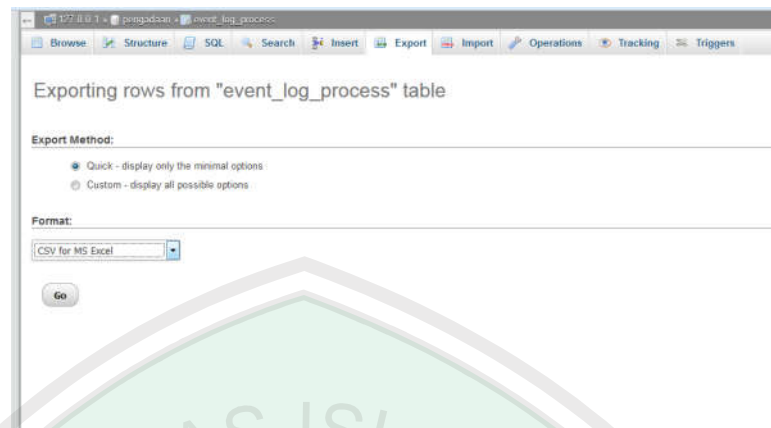 127.0.0.1 » pengadaan » event_log_process
Browse Structure SQL Search Insert Export Import Operations Tracking Triggers
Exporting rows from "event_log_process" table
Export Method:
Quick - display only the minimal options
Custom - display all possible options
Format:
CSV for MS Excel
Go
AS ISL